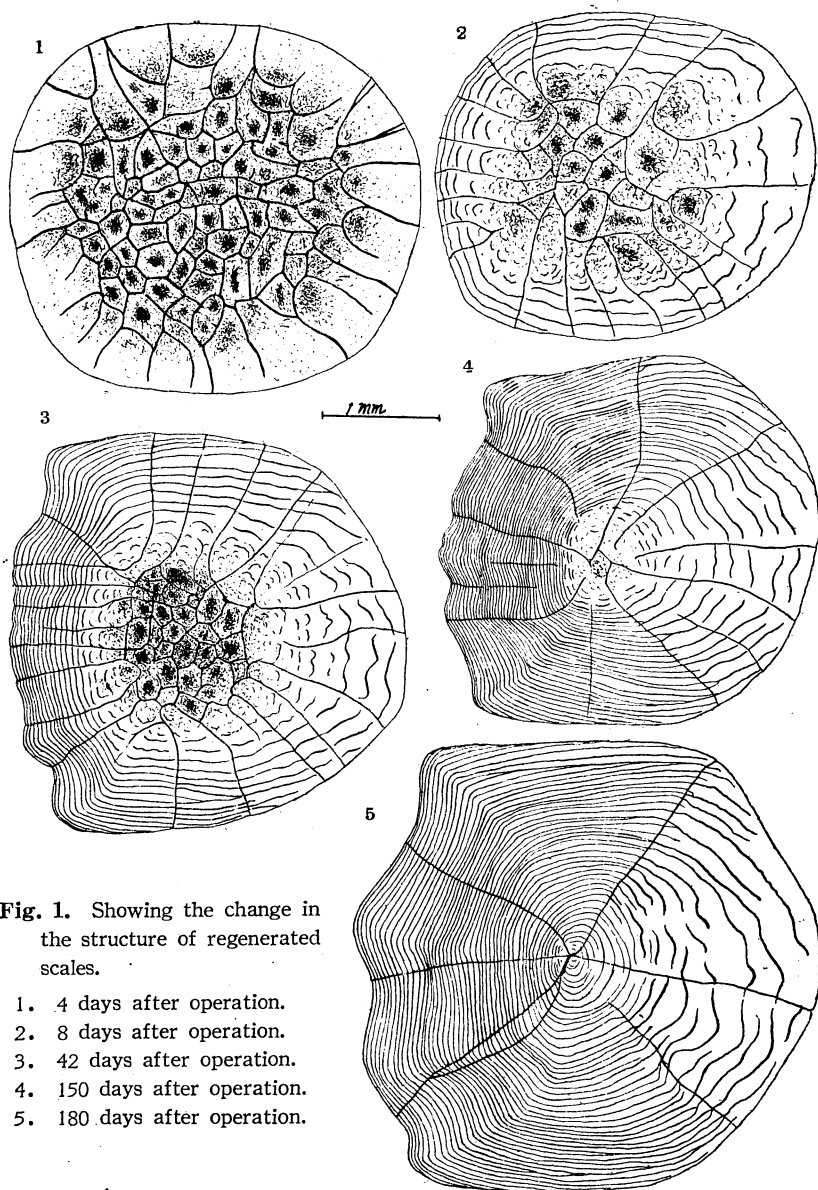 1
2
3
1 mm
4
5
Fig. 1. Showing the change in
the structure of regenerated
scales.
1. 4 days after operation.
2. 8 days after operation.
3. 42 days after operation.
4. 150 days after operation.
5. 180 days after operation.